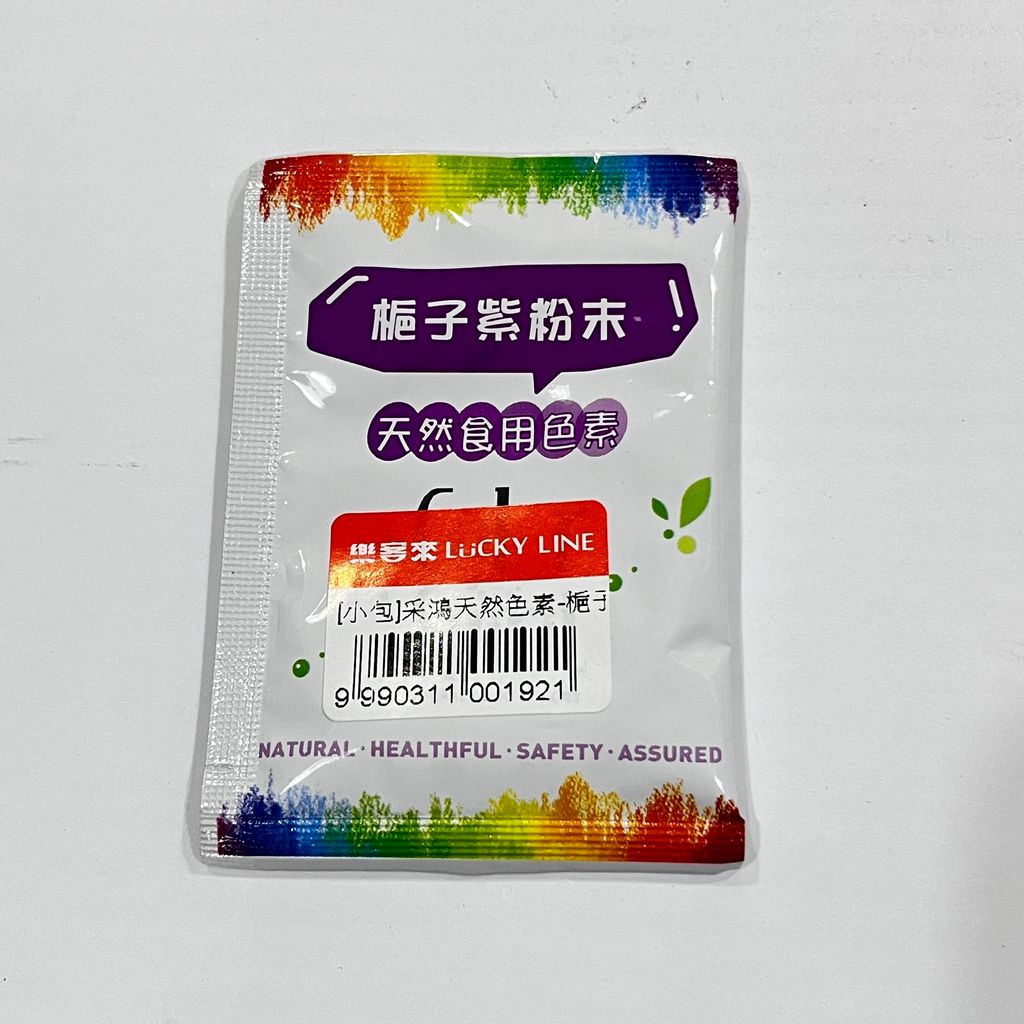 梔子紫粉末!
天然食用色素
樂客來 LUCKY LINE
[小包]采鴻天然色素-梔子
9 990311 001921
NATURAL · HEALTHFUL · SAFETY · ASSURED